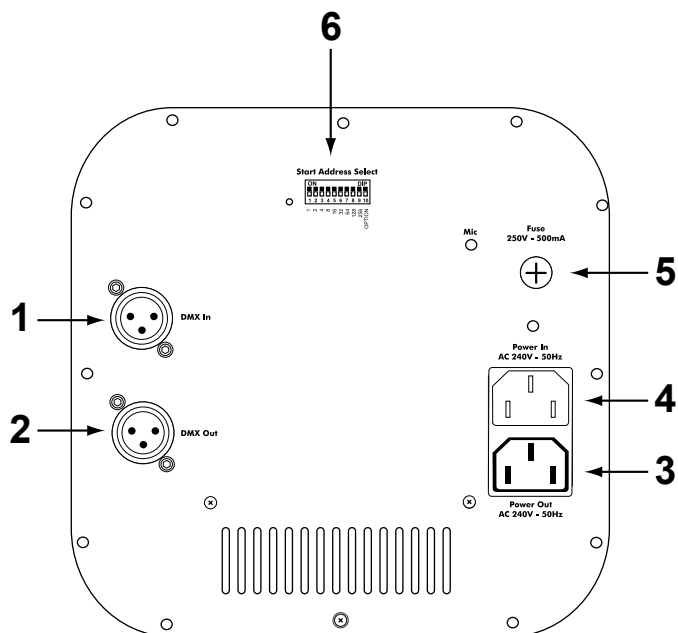 6
Start Address Select
ON DIP
1 2 3 4 5 6 7 8 9 10
1 2 4 8 16 32 64 128 256 OPTION
Mic
Fuse
250V - 500mA
5
1
DMX In
Power In
AC 240V - 50Hz
4
2
DMX Out
3
Power Out
AC 240V - 50Hz